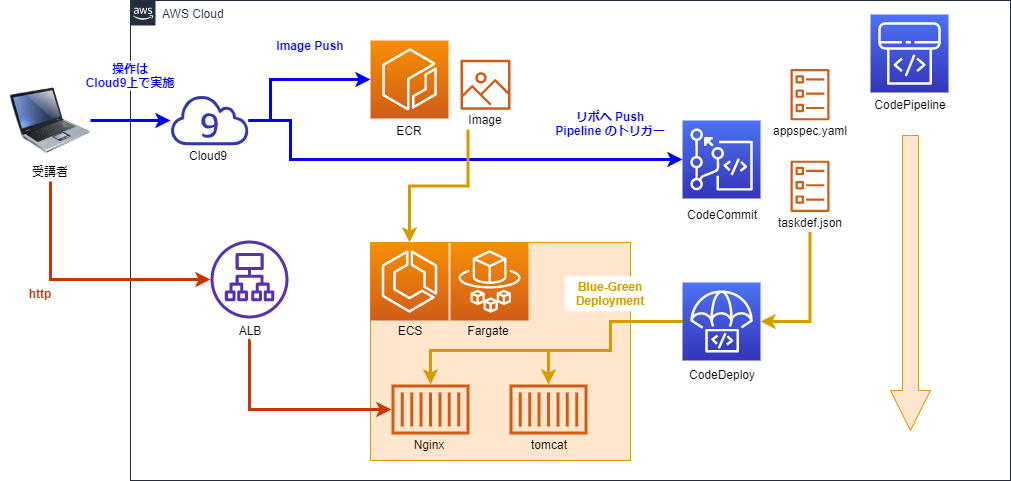 aws
AWS Cloud
Image Push
操作は
Cloud9上で実施
9
Cloud9
ECR
Image
リポへ Push
Pipeline のトリガー
CodePipeline
appspec.yaml
受講者
CodeCommit
taskdef.json
http
ALB
ECS
Fargate
Blue-Green
Deployment
CodeDeploy
Nginx
tomcat